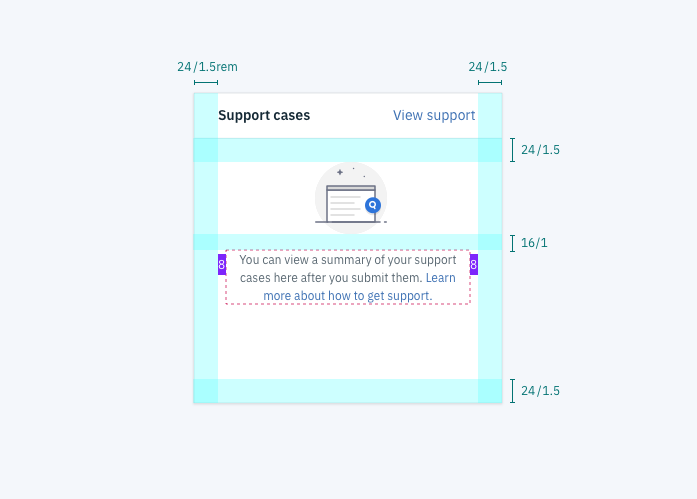 24/1.5rem
24/1.5
Support cases
View support
24/1.5
16/1
8
8
You can view a summary of your support
cases here after you submit them. Learn
more about how to get support.
24/1.5